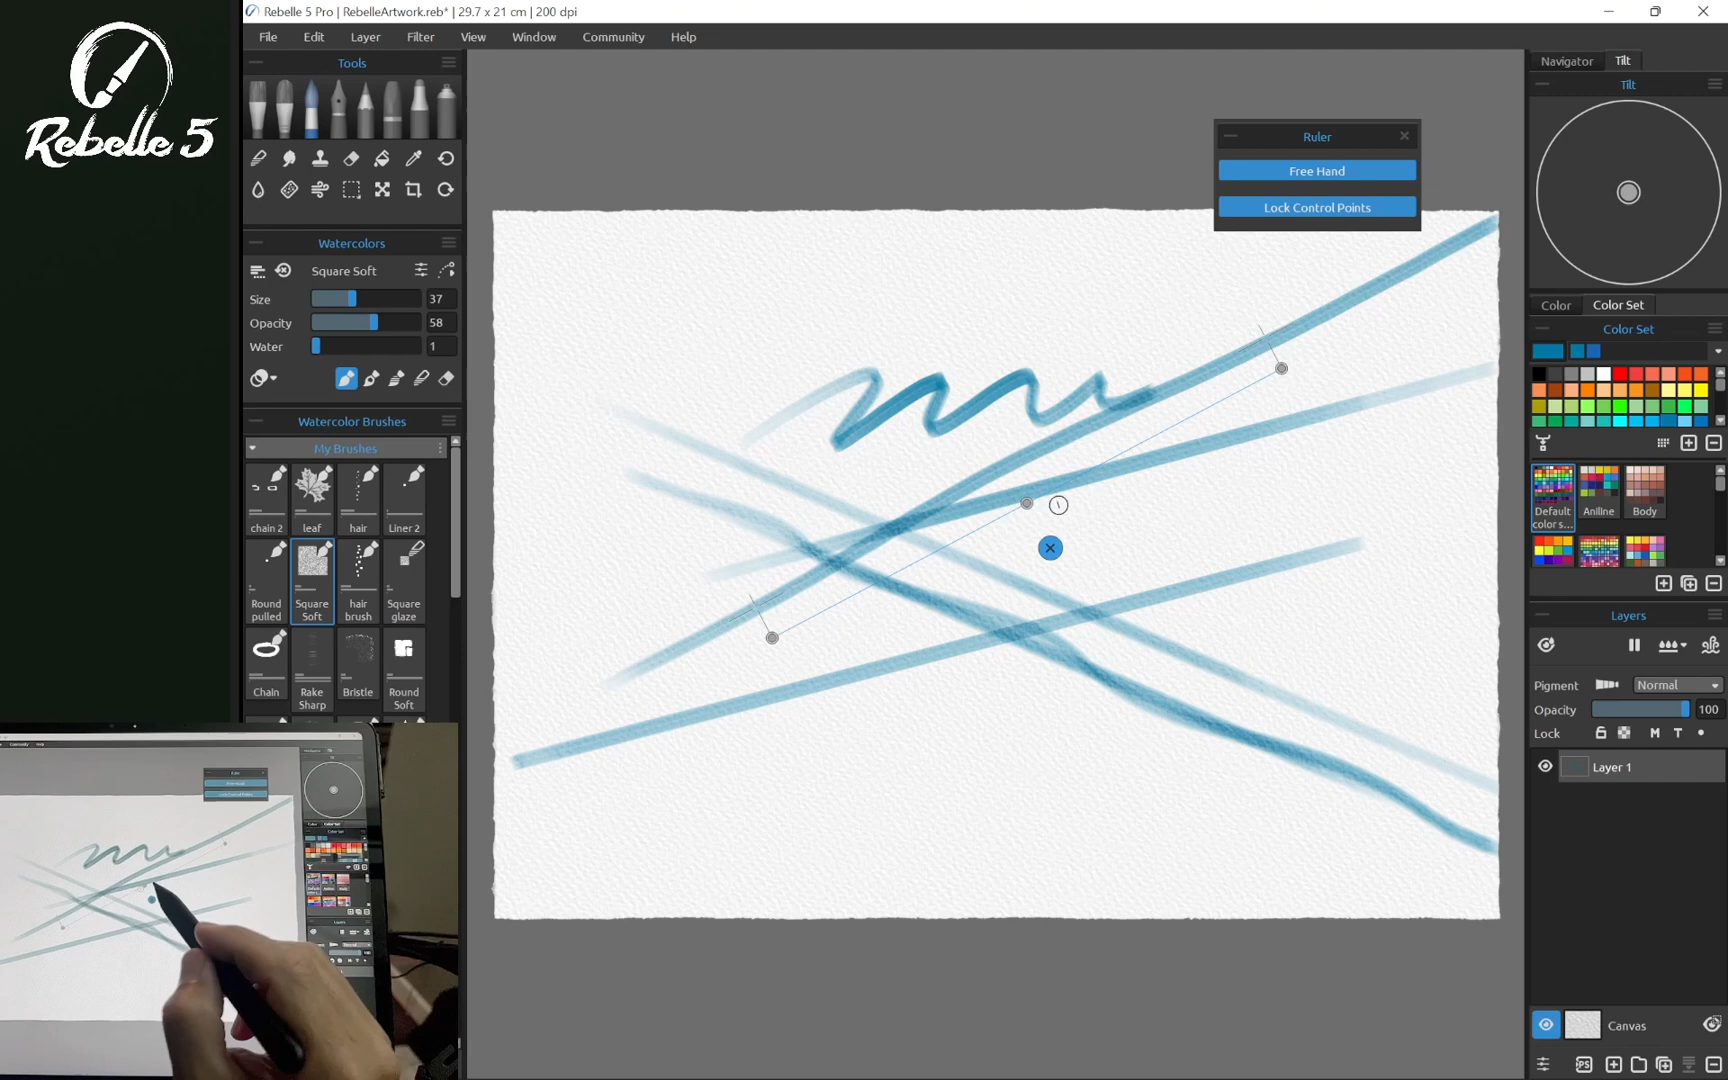 Rebelle 5
Rebelle 5 Pro | RebelleArtwork.reb* | 29.7 x 21 cm | 200 dpi
File Edit Layer Filter View Window Community Help
Tools
Watercolors
Square Soft
Size 37
Opacity 58
Water 1
Watercolor Brushes
My Brushes
chain 2 leaf hair Liner 2
Round pulled
Square Soft
hair brush
Square glaze
Chain
Rake Sharp
Bristle
Round Soft
Ruler
Free Hand
Lock Control Points
Navigator Tilt
Tilt
Color Color Set
Color Set
Default color s...
Aniline
Body
Layers
Pigment Normal
Opacity 100
Lock M T
Layer 1
Canvas
PS